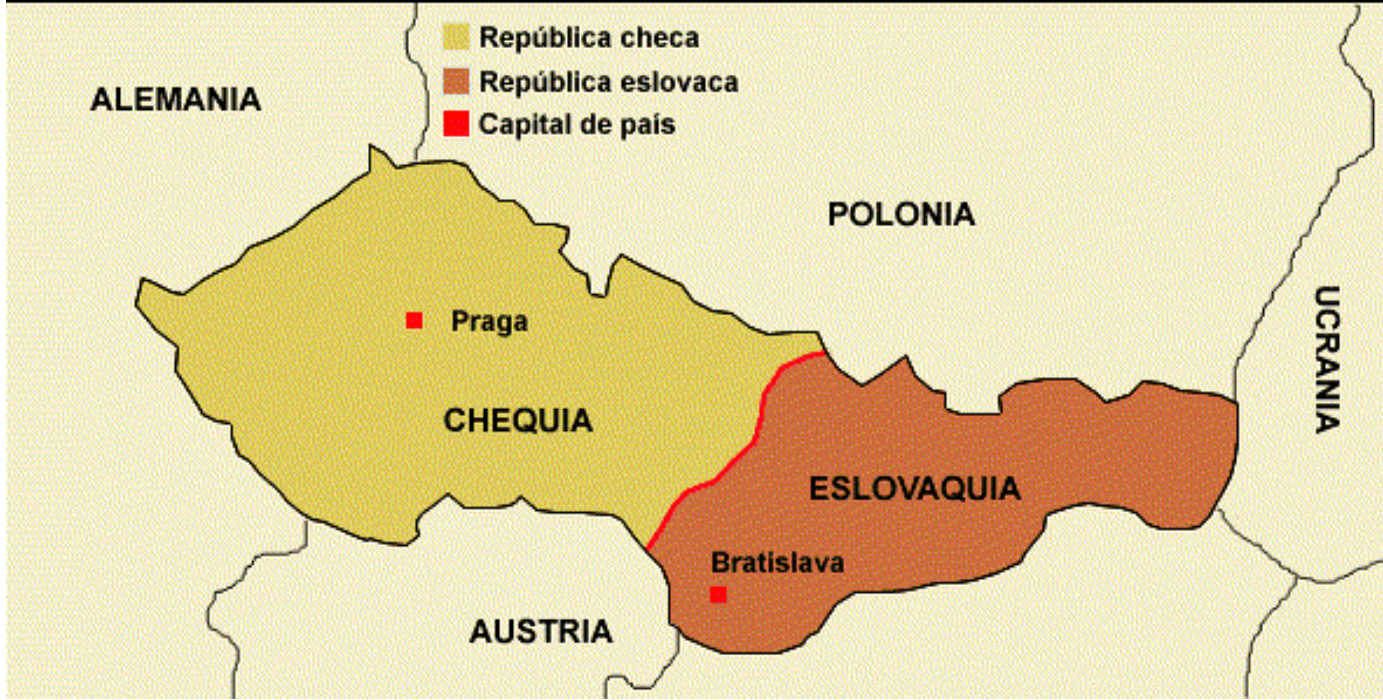 República checa
República eslovaca
Capital de país
ALEMANIA
POLONIA
UCRANIA
Praga
CHEQUIA
ESLOVAQUIA
Bratislava
AUSTRIA